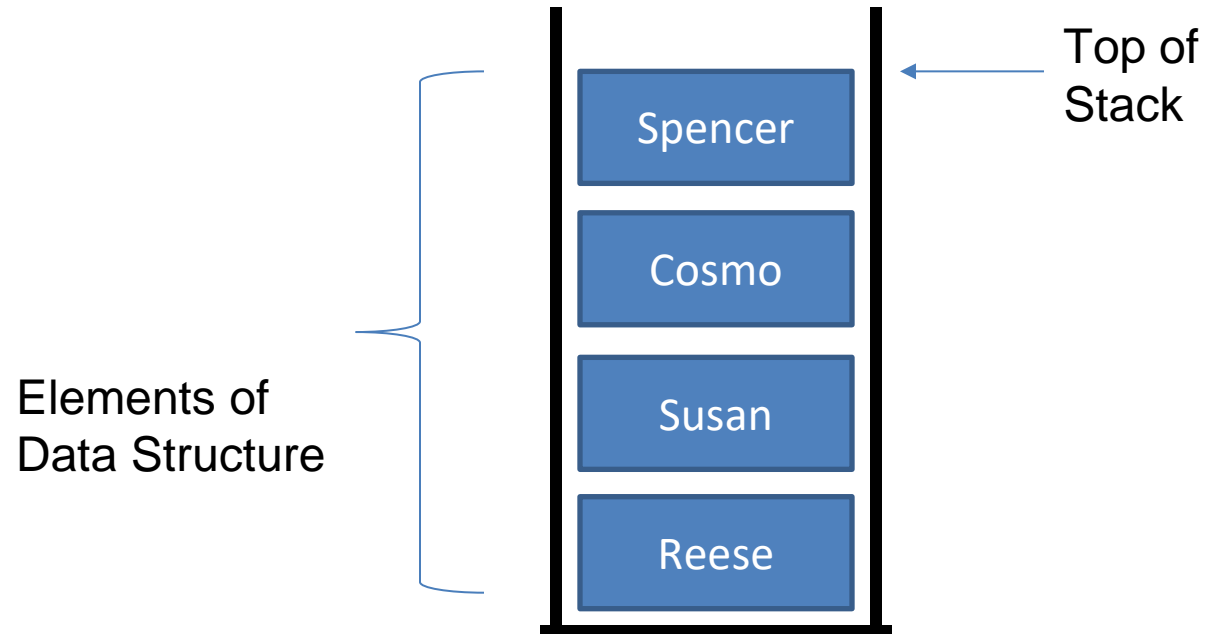 Top of
Stack
Spencer
Cosmo
Susan
Reese
Elements of
Data Structure